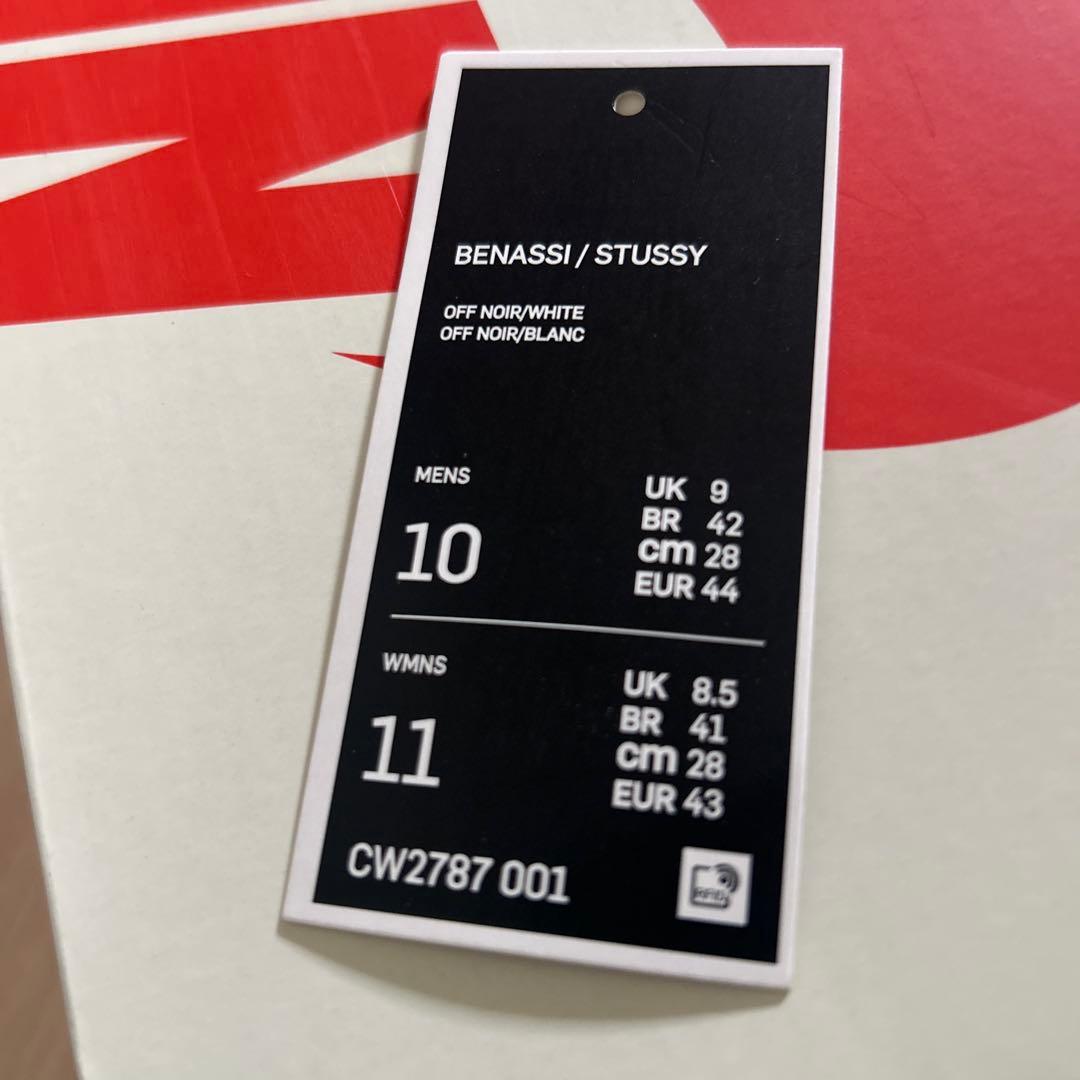 BENASSI / STUSSY
OFF NOIR/WHITE
OFF NOIR/BLANC
MENS
10
UK 9
BR 42
cm 28
EUR 44
WMNS
11
UK 8.5
BR 41
cm 28
EUR 43
CW2787 001
RFID